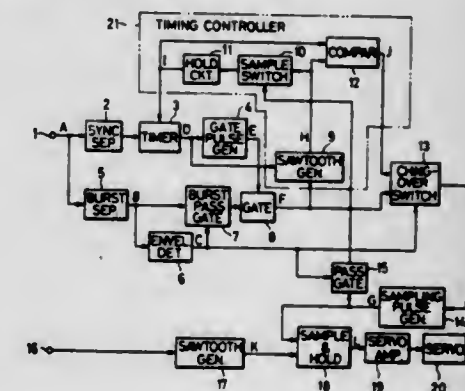 21
TIMING CONTROLLER
11
10
I
HOLD CKT
SAMPLE SWITCH
COMPAR
J
12
2
3
4
H
9
13
1
A
SYNC SEP
TIMER
D
GATE PULSE GEN
E
SAWTOOTH GEN
CHNG OVER SWITCH
5
BURST SEP
B
BURST PASS GATE
GATE
F
7
8
ENVEL DET
C
6
PASS GATE
15
G
SAMPLING PULSE GEN
14
16
SAWTOOTH GEN
K
SAMPLE & HOLD
L
SERVO AMP
SERVO
17
18
19
20